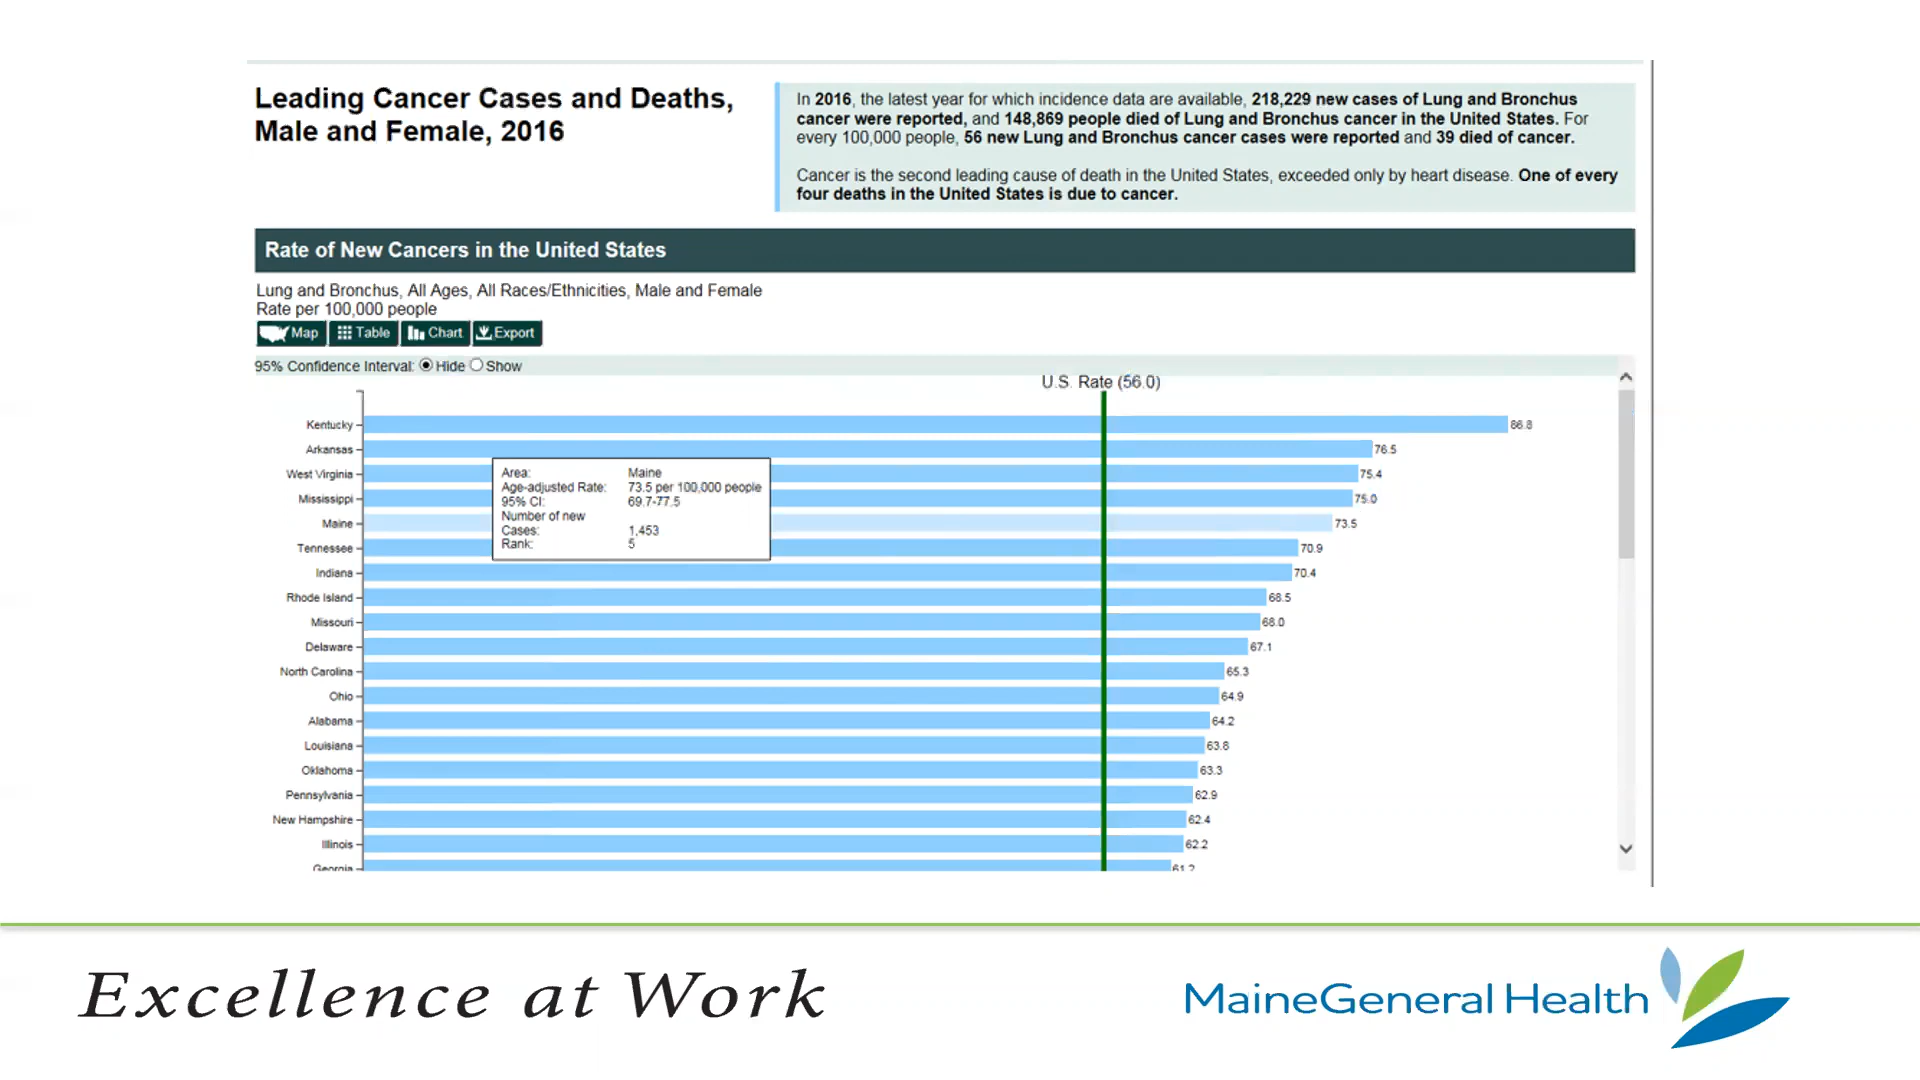 Leading Cancer Cases and Deaths,
Male and Female, 2016
In 2016, the latest year for which incidence data are available, 218,229 new cases of Lung and Bronchus
cancer were reported, and 148,869 people died of Lung and Bronchus cancer in the United States. For
every 100,000 people, 56 new Lung and Bronchus cancer cases were reported and 39 died of cancer.
Cancer is the second leading cause of death in the United States, exceeded only by heart disease. One of every
four deaths in the United States is due to cancer.
Rate of New Cancers in the United States
Lung and Bronchus, All Ages, All Races/Ethnicities, Male and Female
Rate per 100,000 people
Map Table Chart Export
95% Confidence Interval: Hide Show
U.S. Rate (56.0)
Kentucky 86.8
Arkansas 76.5
West Virginia 75.4
Mississippi 75.0
Maine 73.5
Tennessee 70.9
Indiana 70.4
Rhode Island 68.5
Missouri 68.0
Delaware 67.1
North Carolina 65.3
Ohio 64.9
Alabama 64.2
Louisiana 63.8
Oklahoma 63.3
Pennsylvania 62.9
New Hampshire 62.4
Illinois 62.2
Georgia 61.2
Area: Maine
Age-adjusted Rate: 73.5 per 100,000 people
95% CI: 69.7-77.5
Number of new
Cases: 1,453
Rank: 5
Excellence at Work
MaineGeneral Health